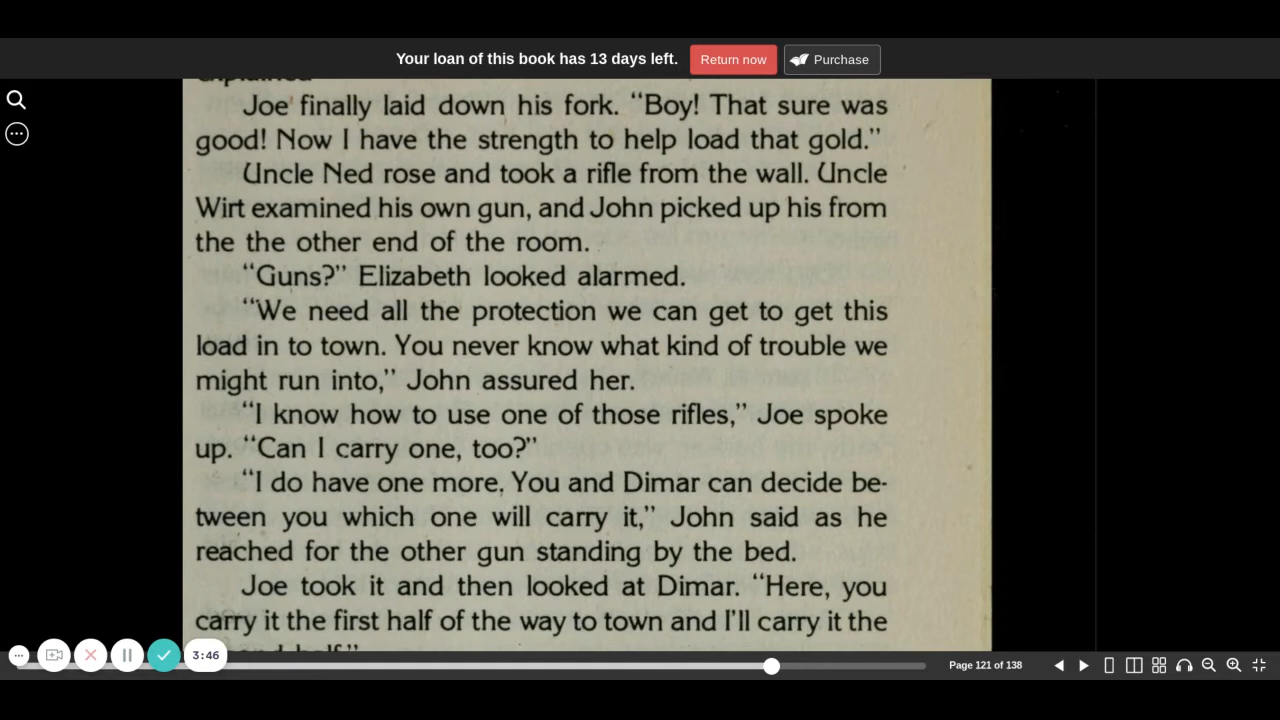 Your loan of this book has 13 days left. Return now Purchase
explained
Joe finally laid down his fork. “Boy! That sure was
good! Now I have the strength to help load that gold.”
Uncle Ned rose and took a rifle from the wall. Uncle
Wirt examined his own gun, and John picked up his from
the the other end of the room.
“Guns?” Elizabeth looked alarmed.
“We need all the protection we can get to get this
load in to town. You never know what kind of trouble we
might run into,” John assured her.
“I know how to use one of those rifles,” Joe spoke
up. “Can I carry one, too?”
“I do have one more. You and Dimar can decide be-
tween you which one will carry it,” John said as he
reached for the other gun standing by the bed.
Joe took it and then looked at Dimar. “Here, you
carry it the first half of the way to town and I’ll carry it the
half.”
3:46
Page 121 of 138